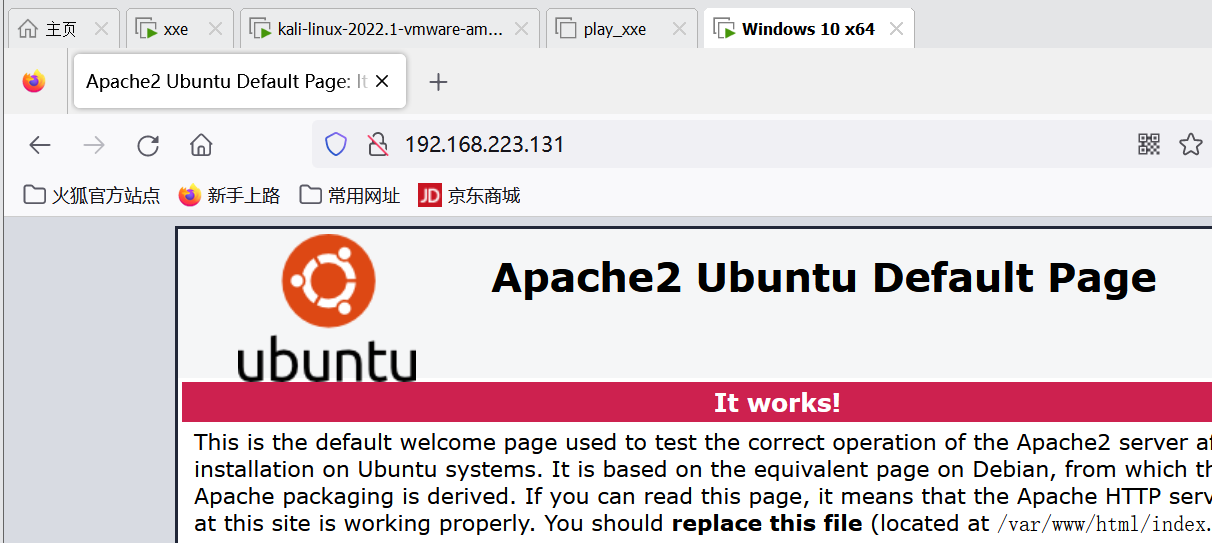 主页 xxe kali-linux-2022.1-vmware-am... play_xxe Windows 10 x64
Apache2 Ubuntu Default Page: It
192.168.223.131
火狐官方站点 新手上路 常用网址 JD 京东商城
ubuntu
Apache2 Ubuntu Default Page
It works!
This is the default welcome page used to test the correct operation of the Apache2 server af
installation on Ubuntu systems. It is based on the equivalent page on Debian, from which th
Apache packaging is derived. If you can read this page, it means that the Apache HTTP serv
at this site is working properly. You should replace this file (located at /var/www/html/index.